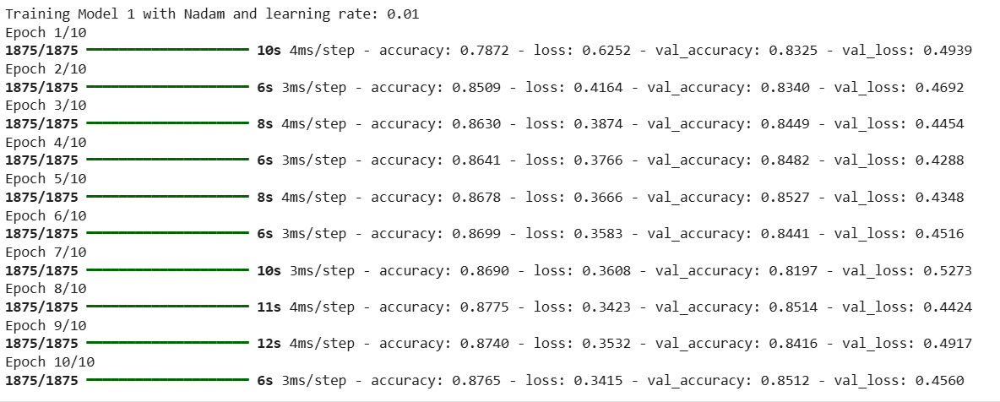 Training Model 1 with Nadam and learning rate: 0.01
Epoch 1/10
1875/1875 ━━━━━━━━━━━━━━━━━━━━ 10s 4ms/step - accuracy: 0.7872 - loss: 0.6252 - val_accuracy: 0.8325 - val_loss: 0.4939
Epoch 2/10
1875/1875 ━━━━━━━━━━━━━━━━━━━━ 6s 3ms/step - accuracy: 0.8509 - loss: 0.4164 - val_accuracy: 0.8340 - val_loss: 0.4692
Epoch 3/10
1875/1875 ━━━━━━━━━━━━━━━━━━━━ 8s 4ms/step - accuracy: 0.8630 - loss: 0.3874 - val_accuracy: 0.8449 - val_loss: 0.4454
Epoch 4/10
1875/1875 ━━━━━━━━━━━━━━━━━━━━ 6s 3ms/step - accuracy: 0.8641 - loss: 0.3766 - val_accuracy: 0.8482 - val_loss: 0.4288
Epoch 5/10
1875/1875 ━━━━━━━━━━━━━━━━━━━━ 8s 4ms/step - accuracy: 0.8678 - loss: 0.3666 - val_accuracy: 0.8527 - val_loss: 0.4348
Epoch 6/10
1875/1875 ━━━━━━━━━━━━━━━━━━━━ 6s 3ms/step - accuracy: 0.8699 - loss: 0.3583 - val_accuracy: 0.8441 - val_loss: 0.4516
Epoch 7/10
1875/1875 ━━━━━━━━━━━━━━━━━━━━ 10s 3ms/step - accuracy: 0.8690 - loss: 0.3608 - val_accuracy: 0.8197 - val_loss: 0.5273
Epoch 8/10
1875/1875 ━━━━━━━━━━━━━━━━━━━━ 11s 4ms/step - accuracy: 0.8775 - loss: 0.3423 - val_accuracy: 0.8514 - val_loss: 0.4424
Epoch 9/10
1875/1875 ━━━━━━━━━━━━━━━━━━━━ 12s 4ms/step - accuracy: 0.8740 - loss: 0.3532 - val_accuracy: 0.8416 - val_loss: 0.4917
Epoch 10/10
1875/1875 ━━━━━━━━━━━━━━━━━━━━ 6s 3ms/step - accuracy: 0.8765 - loss: 0.3415 - val_accuracy: 0.8512 - val_loss: 0.4560